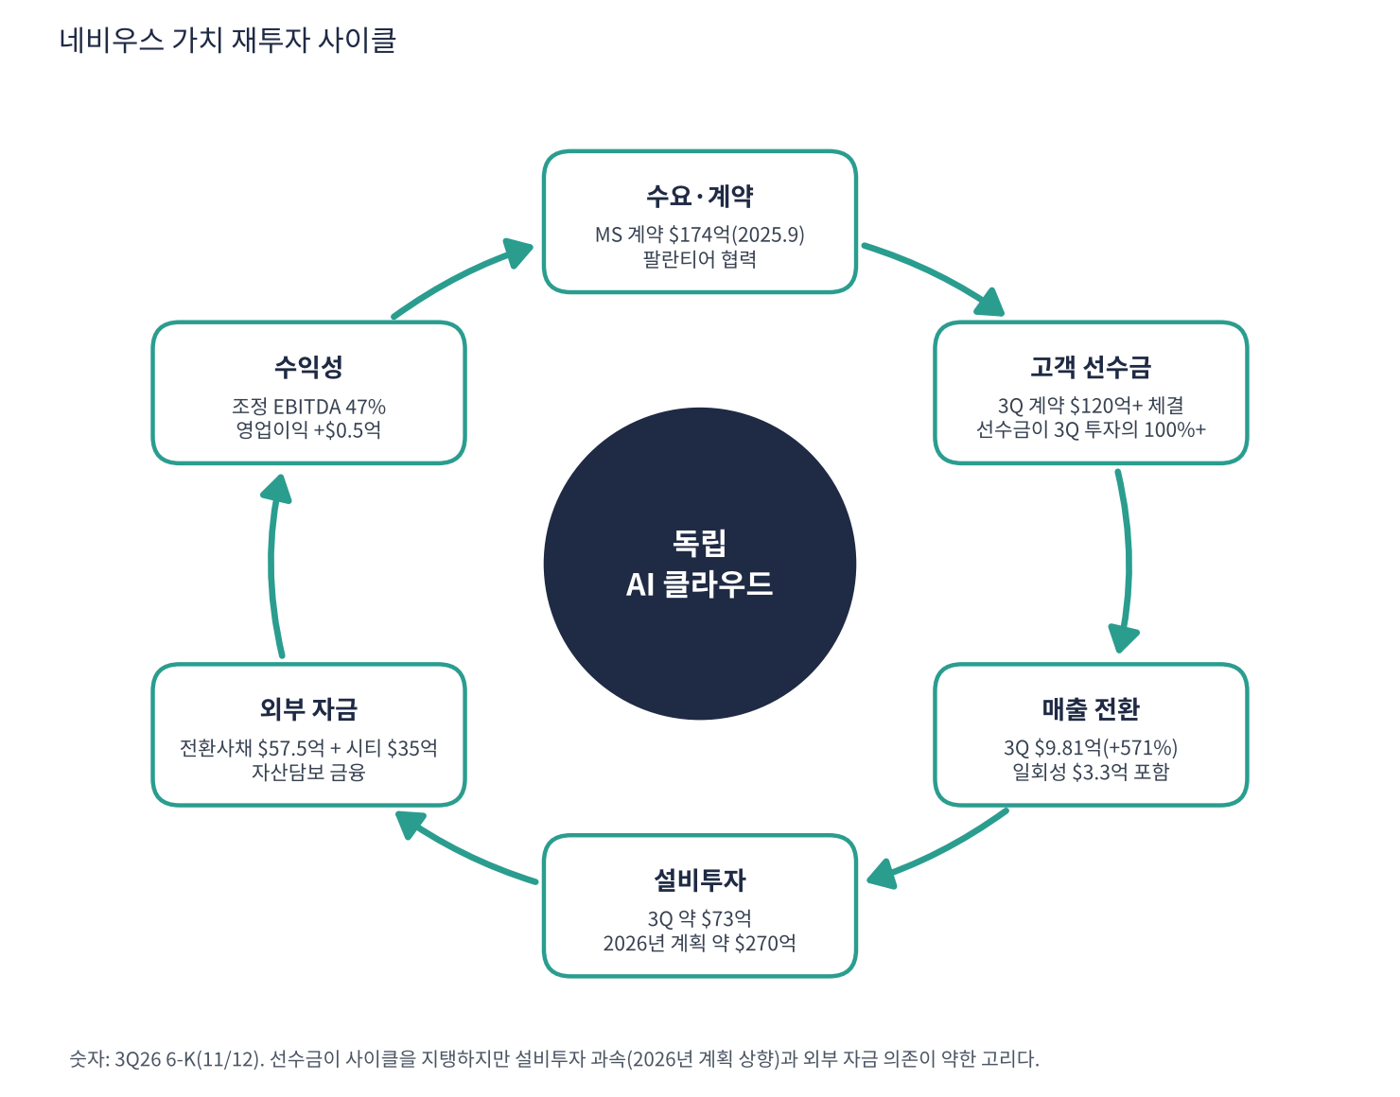 네비우스 가치 재투자 사이클
수요·계약
MS 계약 $174억(2025.9)
팔란티어 협력
고객 선수금
3Q 계약 $120억+ 체결
선수금이 3Q 투자의 100%+
매출 전환
3Q $9.81억(+571%)
일회성 $3.3억 포함
설비투자
3Q 약 $73억
2026년 계획 약 $270억
외부 자금
전환사채 $57.5억 + 시티 $35억
자산담보 금융
수익성
조정 EBITDA 47%
영업이익 +$0.5억
독립
AI 클라우드
숫자: 3Q26 6-K(11/12). 선수금이 사이클을 지탱하지만 설비투자 과속(2026년 계획 상향)과 외부 자금 의존이 약한 고리다.